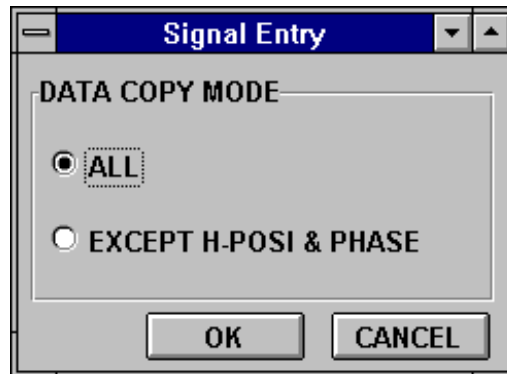 Signal Entry
DATA COPY MODE
ALL
EXCEPT H-POSI & PHASE
OK CANCEL